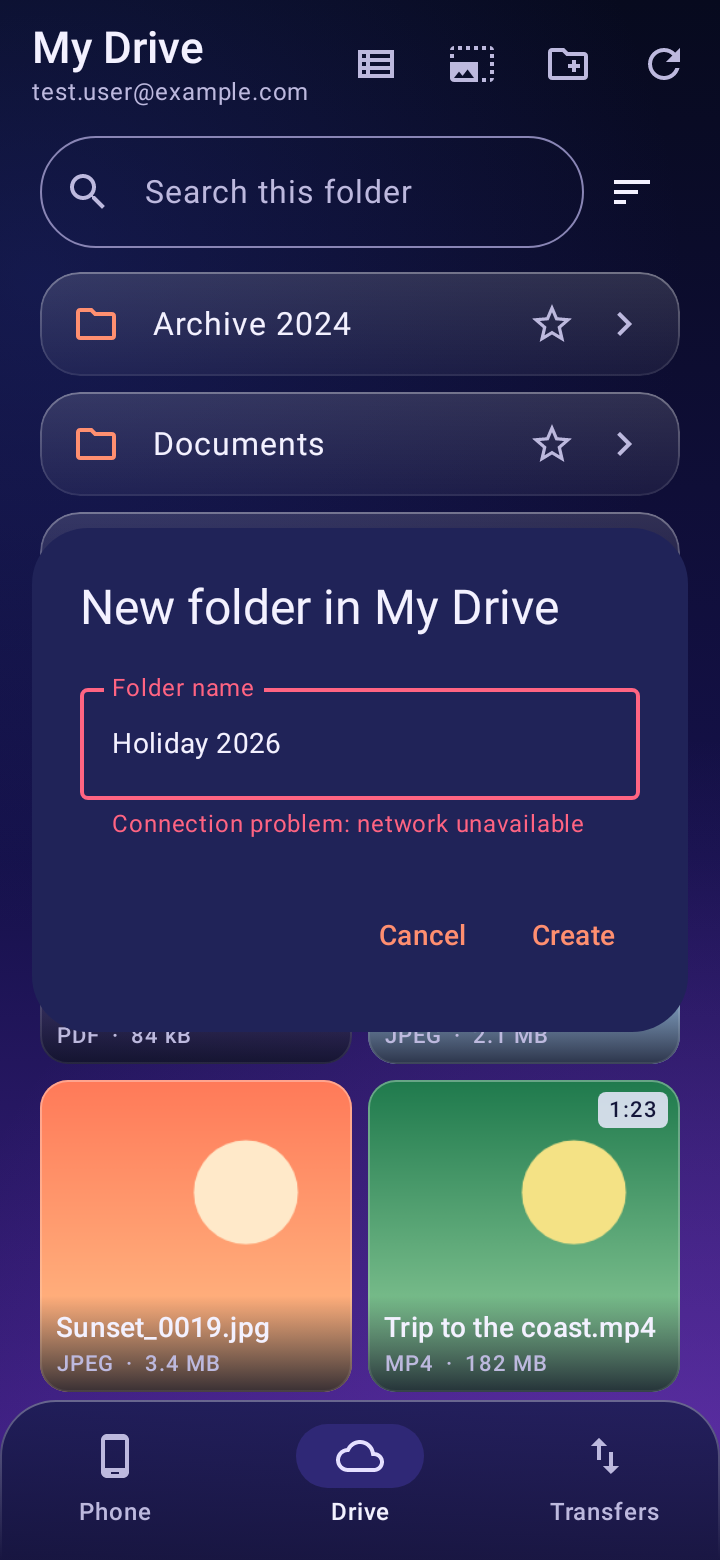 My Drive
test.user@example.com
Search this folder
Archive 2024
Documents
New folder in My Drive
Folder name
Holiday 2026
Connection problem: network unavailable
Cancel
Create
PDF · 84 kB
JPEG · 2.1 MB
1:23
Sunset_0019.jpg
JPEG · 3.4 MB
Trip to the coast.mp4
MP4 · 182 MB
Phone
Drive
Transfers